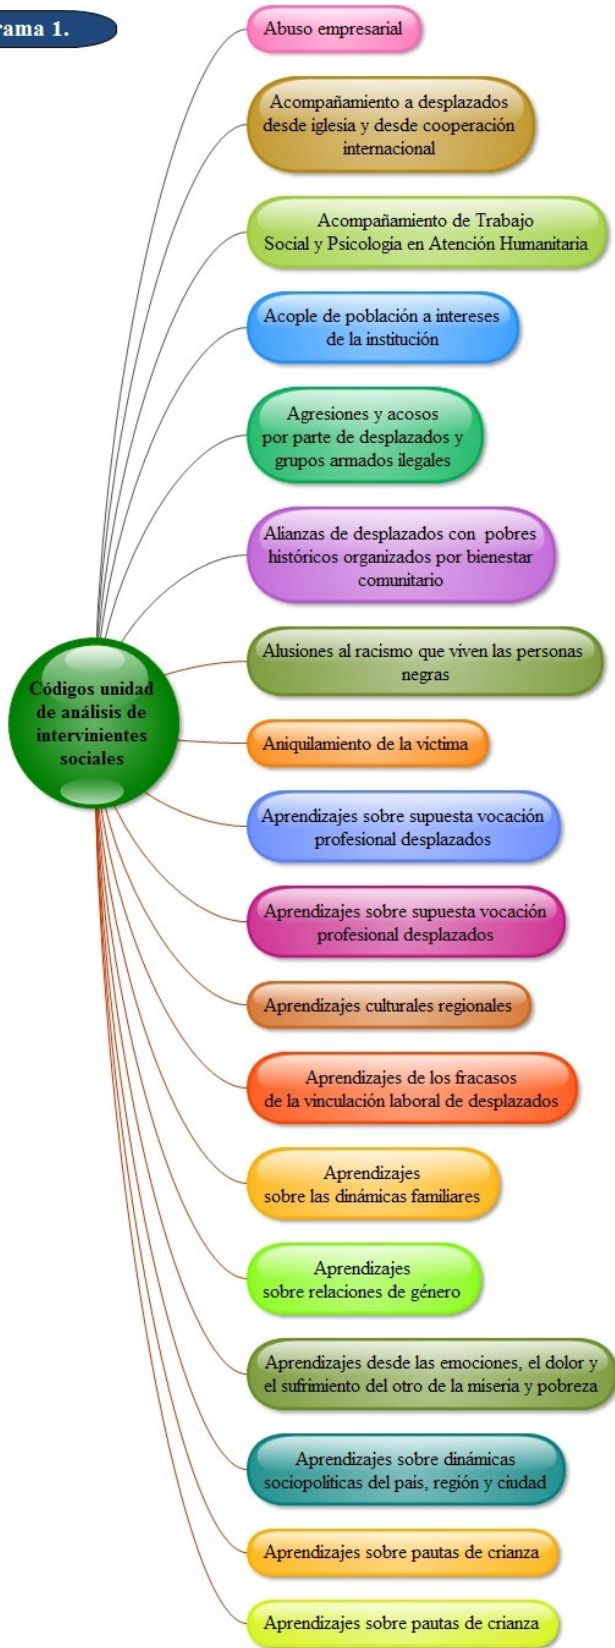 rama 1.
Abuso empresarial
Acompañamiento a desplazados
desde iglesia y desde cooperación
internacional
Acompañamiento de Trabajo
Social y Psicologia en Atención Humanitaria
Acople de población a intereses
de la institución
Agresiones y acosos
por parte de desplazados y
grupos armados ilegales
Alianzas de desplazados con pobres
históricos organizados por bienestar
comunitario
Alusiones al racismo que viven las personas
negras
Códigos unidad
de análisis de
intervinientes
sociales
Aniquilamiento de la victima
Aprendizajes sobre supuesta vocación
profesional desplazados
Aprendizajes sobre supuesta vocación
profesional desplazados
Aprendizajes culturales regionales
Aprendizajes de los fracasos
de la vinculación laboral de desplazados
Aprendizajes
sobre las dinámicas familiares
Aprendizajes
sobre relaciones de género
Aprendizajes desde las emociones, el dolor y
el sufrimiento del otro de la miseria y pobreza
Aprendizajes sobre dinámicas
sociopolíticas del pais, región y ciudad
Aprendizajes sobre pautas de crianza
Aprendizajes sobre pautas de crianza